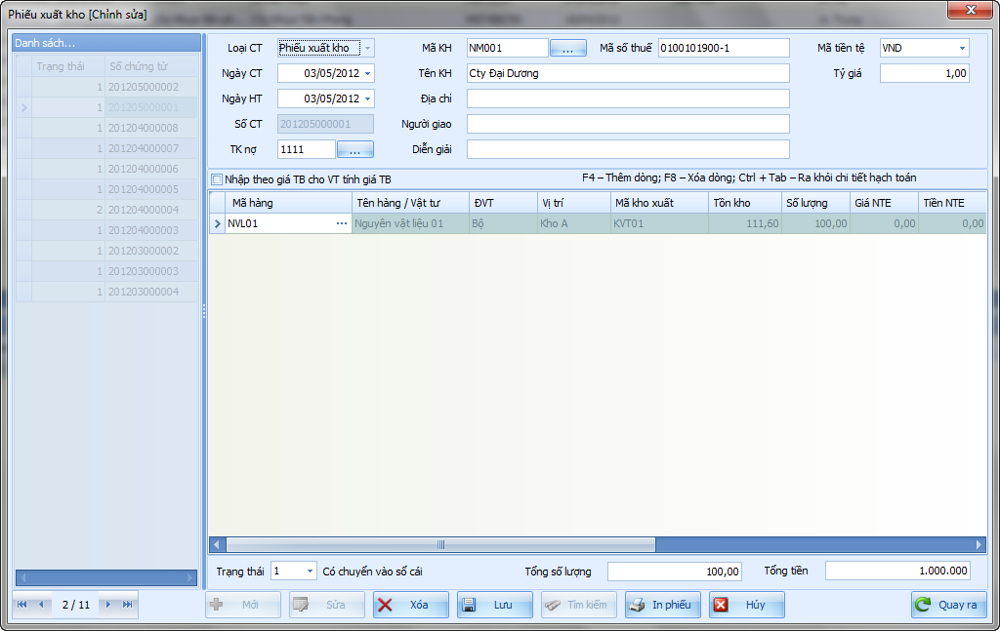 Phiếu xuất kho [Chỉnh sửa]
Danh sách...
Trạng thái Số chứng từ
1 201205000002
1 201205000001
1 201204000008
1 201204000007
1 201204000006
1 201204000005
2 201204000004
1 201204000003
1 201203000002
1 201203000003
1 201203000004
2 / 11
Loại CT Phiếu xuất kho Mã KH NM001 ... Mã số thuế 0100101900-1 Mã tiền tệ VND
Ngày CT 03/05/2012 Tên KH Cty Đại Dương Tỷ giá 1,00
Ngày HT 03/05/2012 Địa chỉ
Số CT 201205000001 Người giao
TK nợ 1111 ... Diễn giải
Nhập theo giá TB cho VT tính giá TB F4 – Thêm dòng; F8 – Xóa dòng; Ctrl + Tab – Ra khỏi chi tiết hạch toán
Mã hàng Tên hàng / Vật tư ĐVT Vị trí Mã kho xuất Tồn kho Số lượng Giá NTE Tiền NTE
NVL01 ... Nguyên vật liệu 01 Bộ Kho A KVT01 111,60 100,00 0,00 0,00
Trạng thái 1 Có chuyển vào sổ cái Tổng số lượng 100,00 Tổng tiền 1.000.000
Mới Sửa Xóa Lưu Tìm kiếm In phiếu Hủy Quay ra